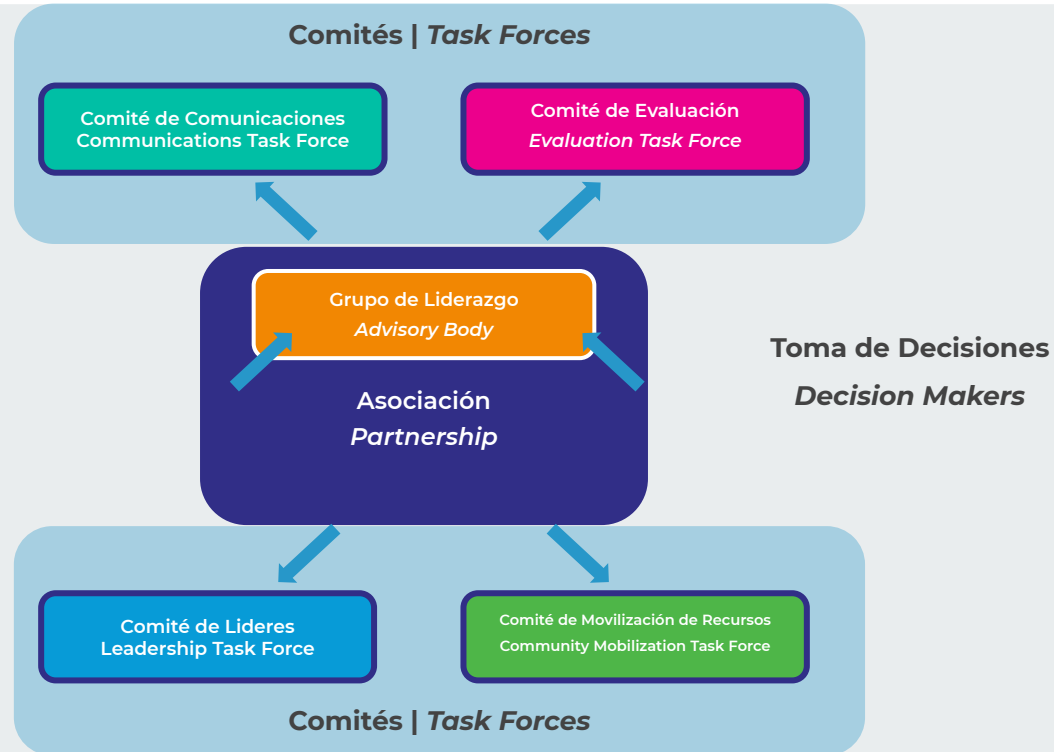 Comités | Task Forces
Comité de Comunicaciones
Communications Task Force
Comité de Evaluación
Evaluation Task Force
Grupo de Liderazgo
Advisory Body
Asociación
Partnership
Toma de Decisiones
Decision Makers
Comité de Lideres
Leadership Task Force
Comité de Movilización de Recursos
Community Mobilization Task Force
Comités | Task Forces